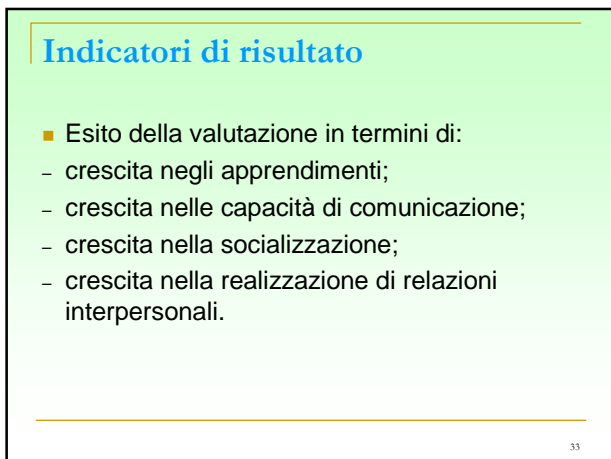 Indicatori di risultato
Esito della valutazione in termini di:
– crescita negli apprendimenti;
– crescita nelle capacità di comunicazione;
– crescita nella socializzazione;
– crescita nella realizzazione di relazioni
interpersonali.
33